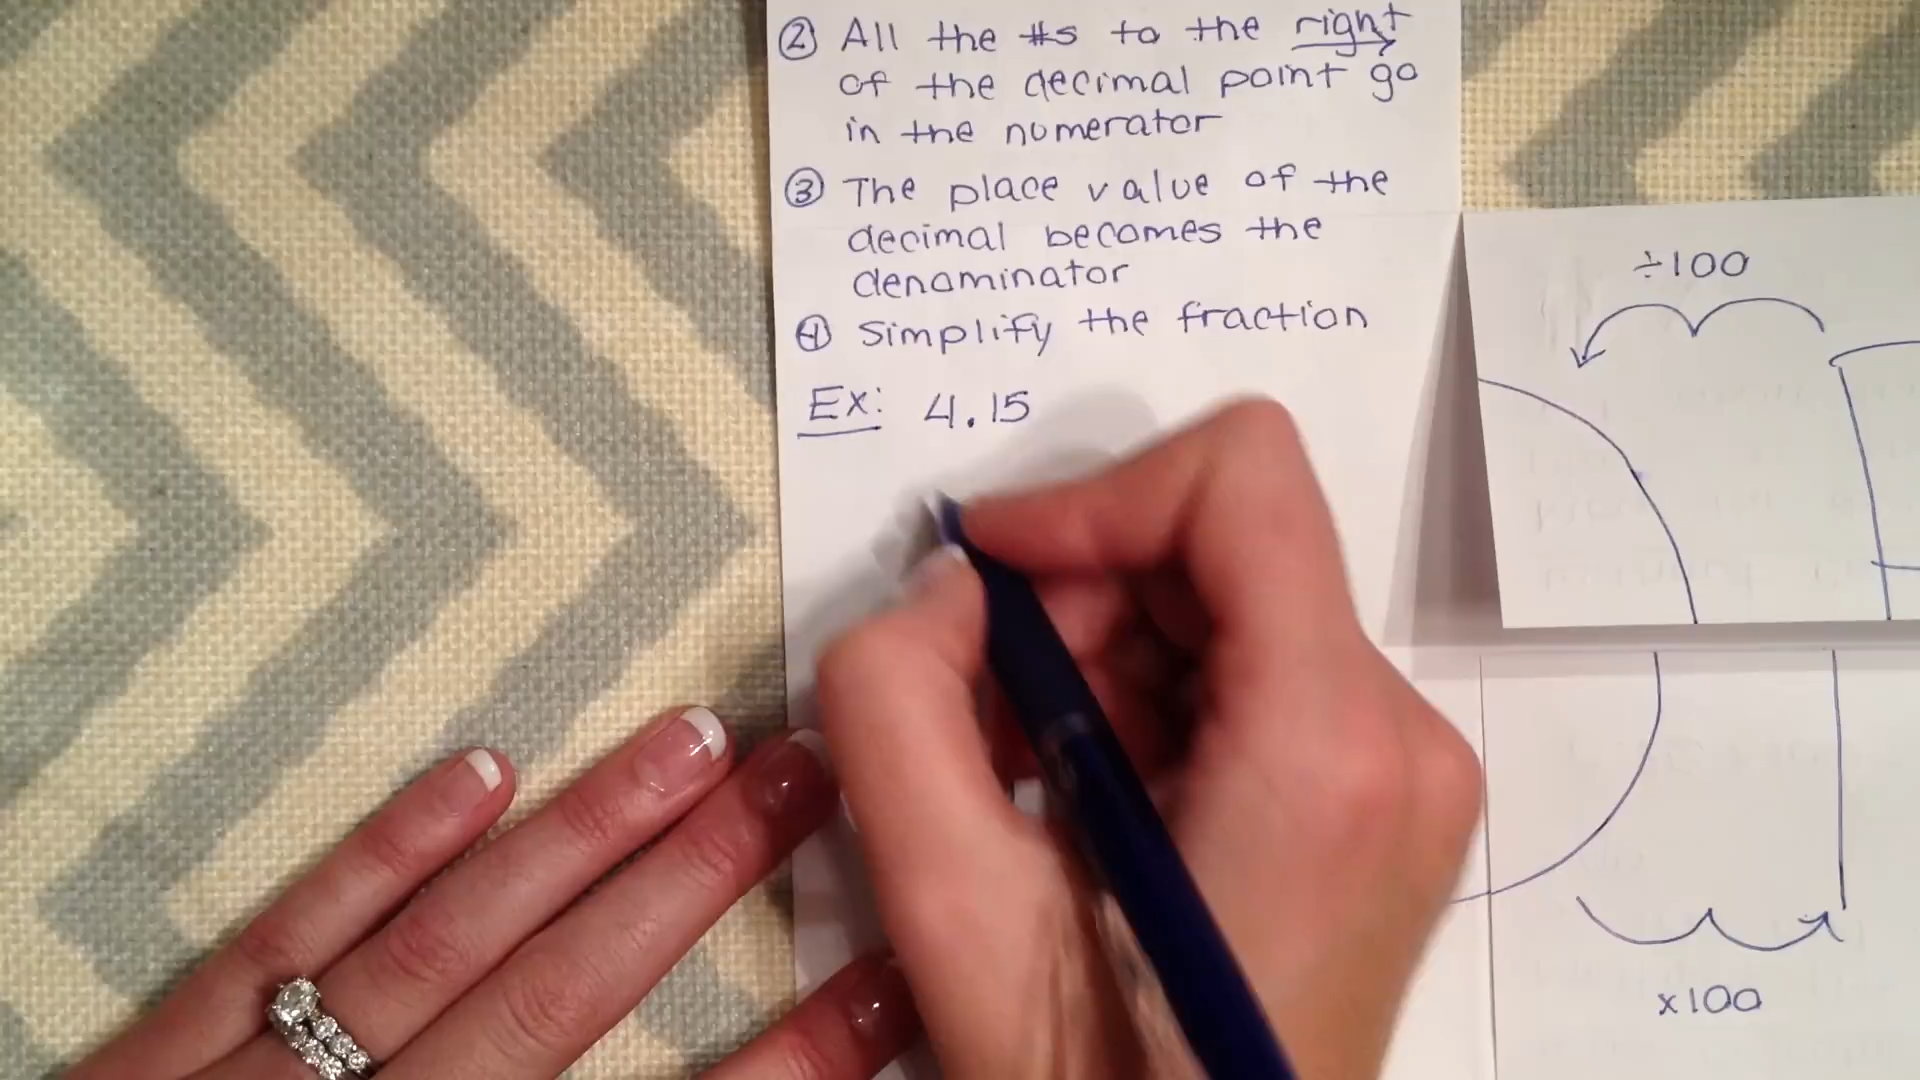 ② All the #s to the right
of the decimal point go
in the numerator
③ The place value of the
decimal becomes the
denominator
④ Simplify the fraction
Ex: 4.15
÷100
x100